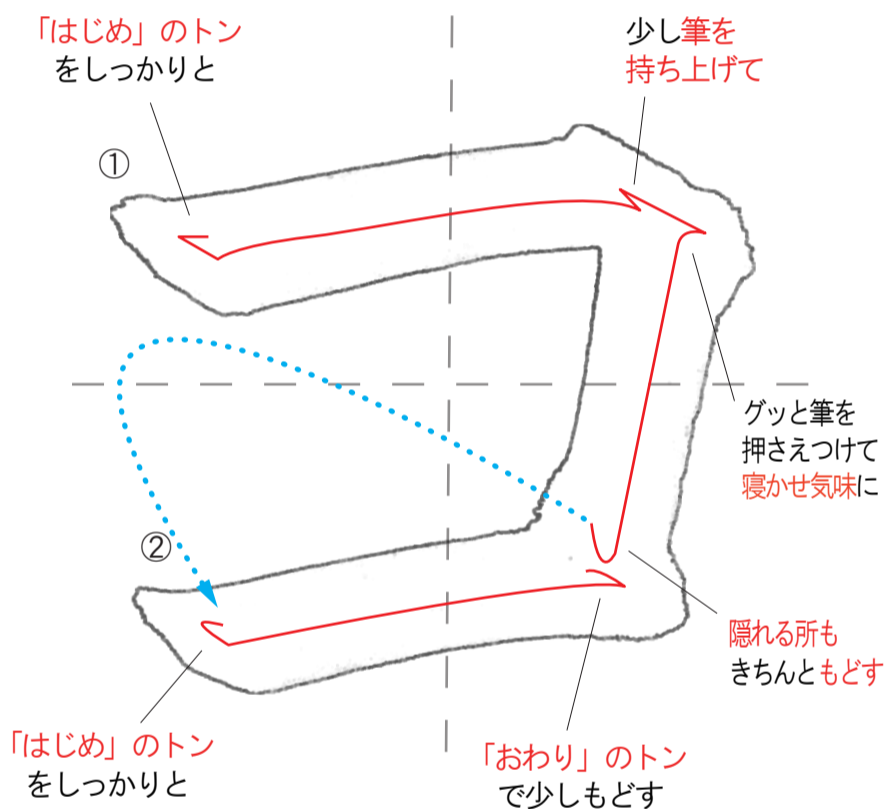 「はじめ」のトン
をしっかりと
少し筆を
持ち上げて
①
グッと筆を
押さえつけて
寝かせ気味に
②
隠れる所も
きちんともどす
「はじめ」のトン
をしっかりと
「おわり」のトン
で少しもどす